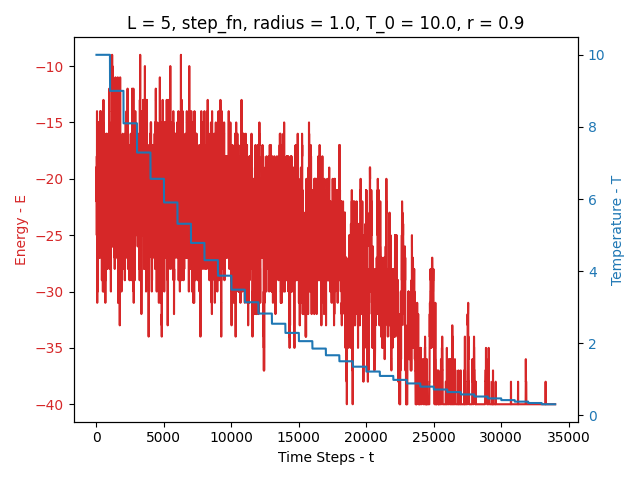 L = 5, step_fn, radius = 1.0, T_0 = 10.0, r = 0.9
−10
−15
−20
−25
−30
−35
−40
Energy - E
10
8
6
4
2
0
Temperature - T
0 5000 10000 15000 20000 25000 30000 35000
Time Steps - t